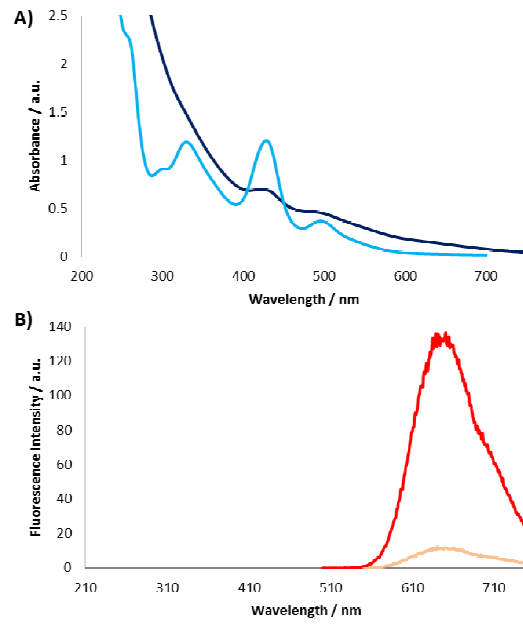 A)
Absorbance / a.u.
2.5
2
1.5
1
0.5
0
200 300 400 500 600 700
Wavelength / nm
B)
Fluorescence Intensity / a.u.
140
120
100
80
60
40
20
0
210 310 410 510 610 710
Wavelength / nm